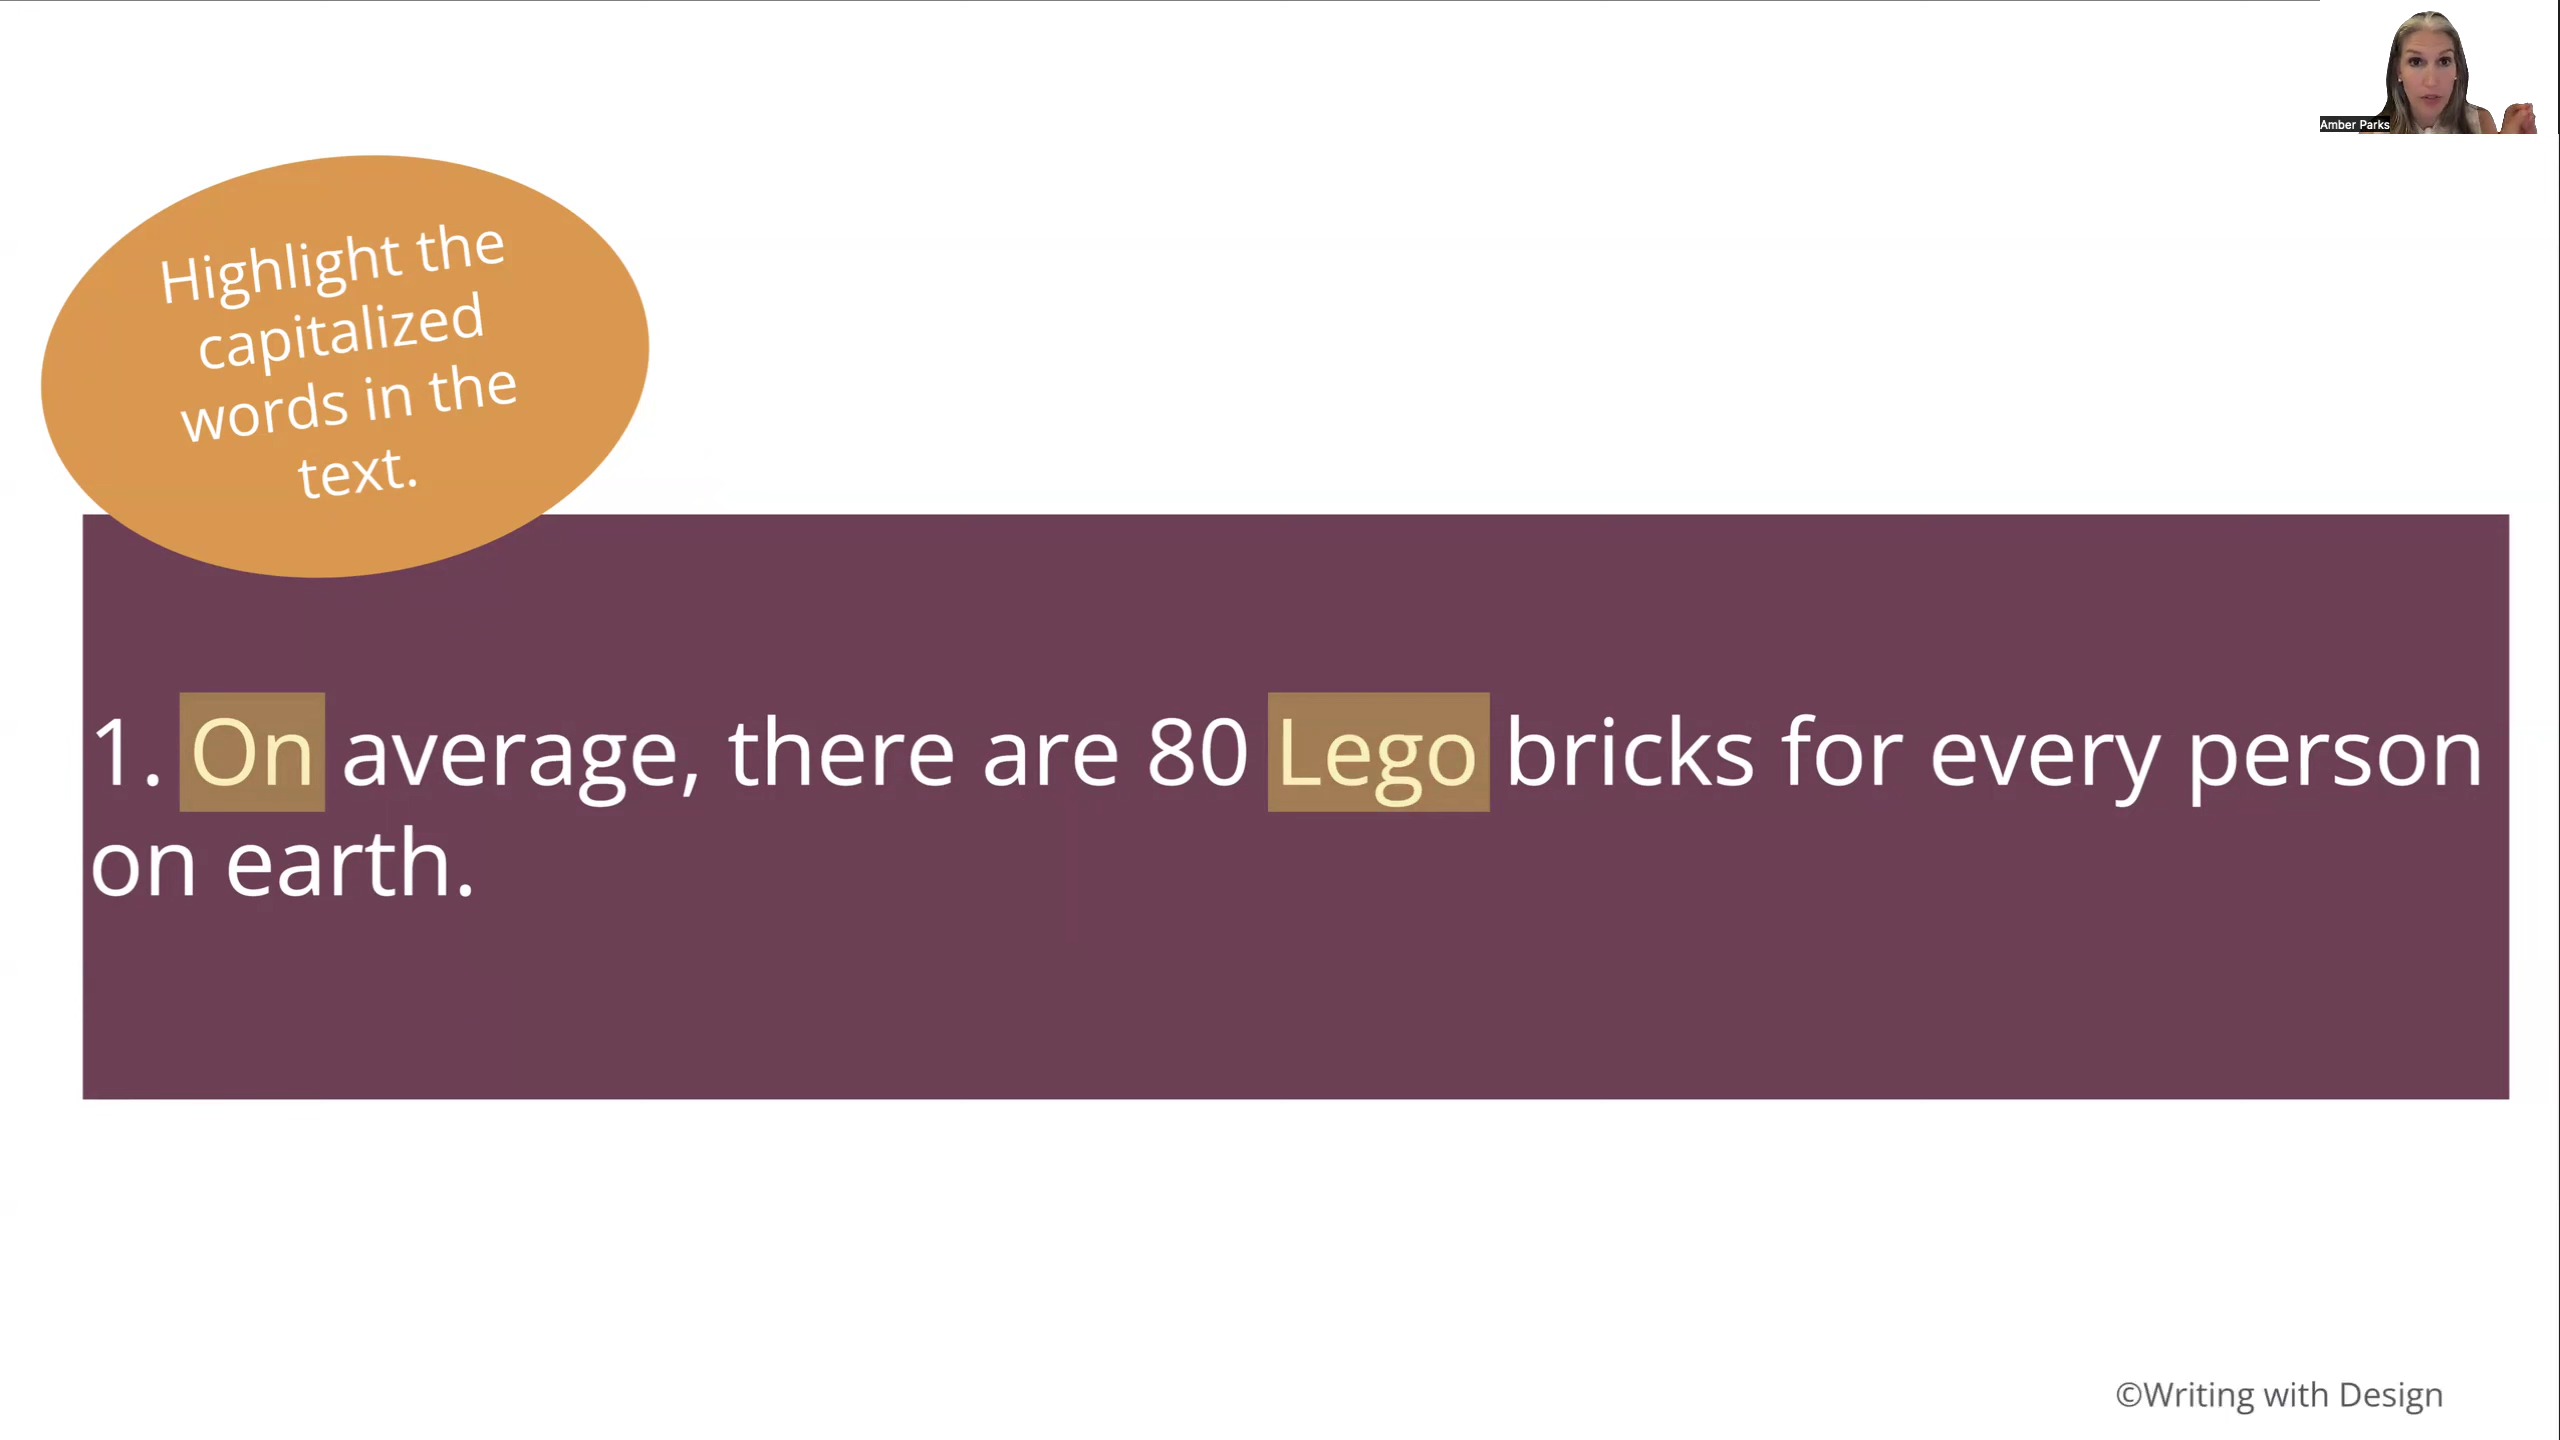 Amber Parks
Highlight the
capitalized
words in the
text.
1. On average, there are 80 Lego bricks for every person
on earth.
©Writing with Design